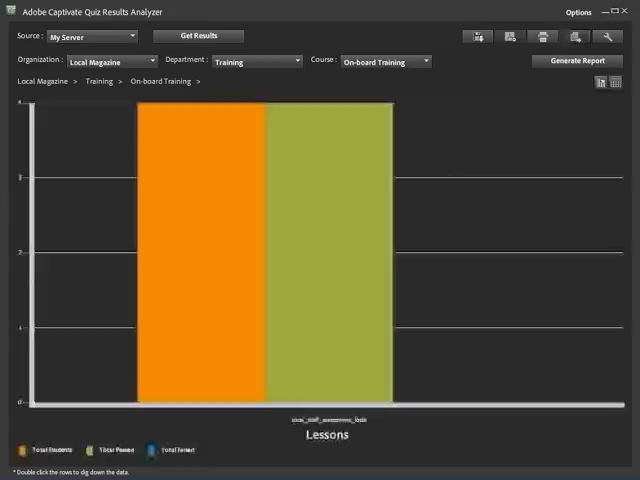 Adobe Captivate Quiz Results Analyzer
Options
Source : My Server
Get Results
Organization : Local Magazine
Department : Training
Course : On-board Training
Generate Report
Local Magazine > Training > On-board Training >
4
3
2
1
0
Lessons
Total Students
Total Passed
Total Failed
* Double click the rows to dig down the data.